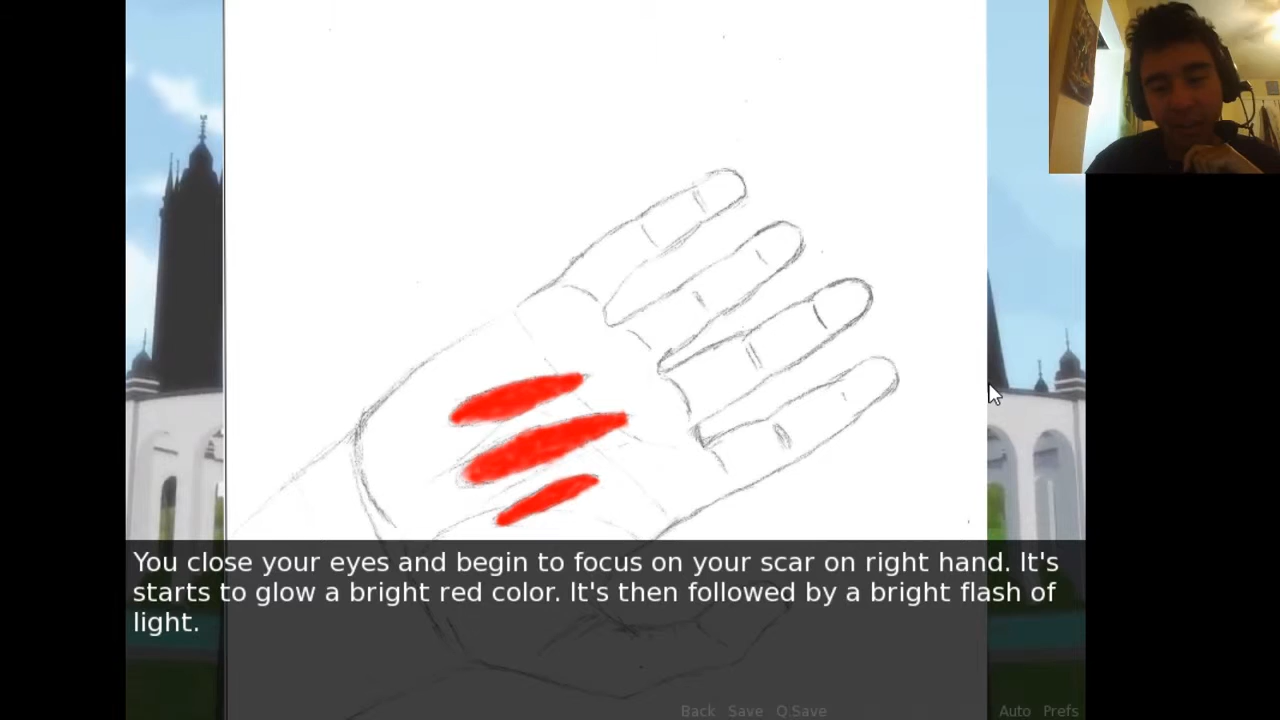 You close your eyes and begin to focus on your scar on right hand. It's
starts to glow a bright red color. It's then followed by a bright flash of
light.
Back Save Q.Save Auto Prefs